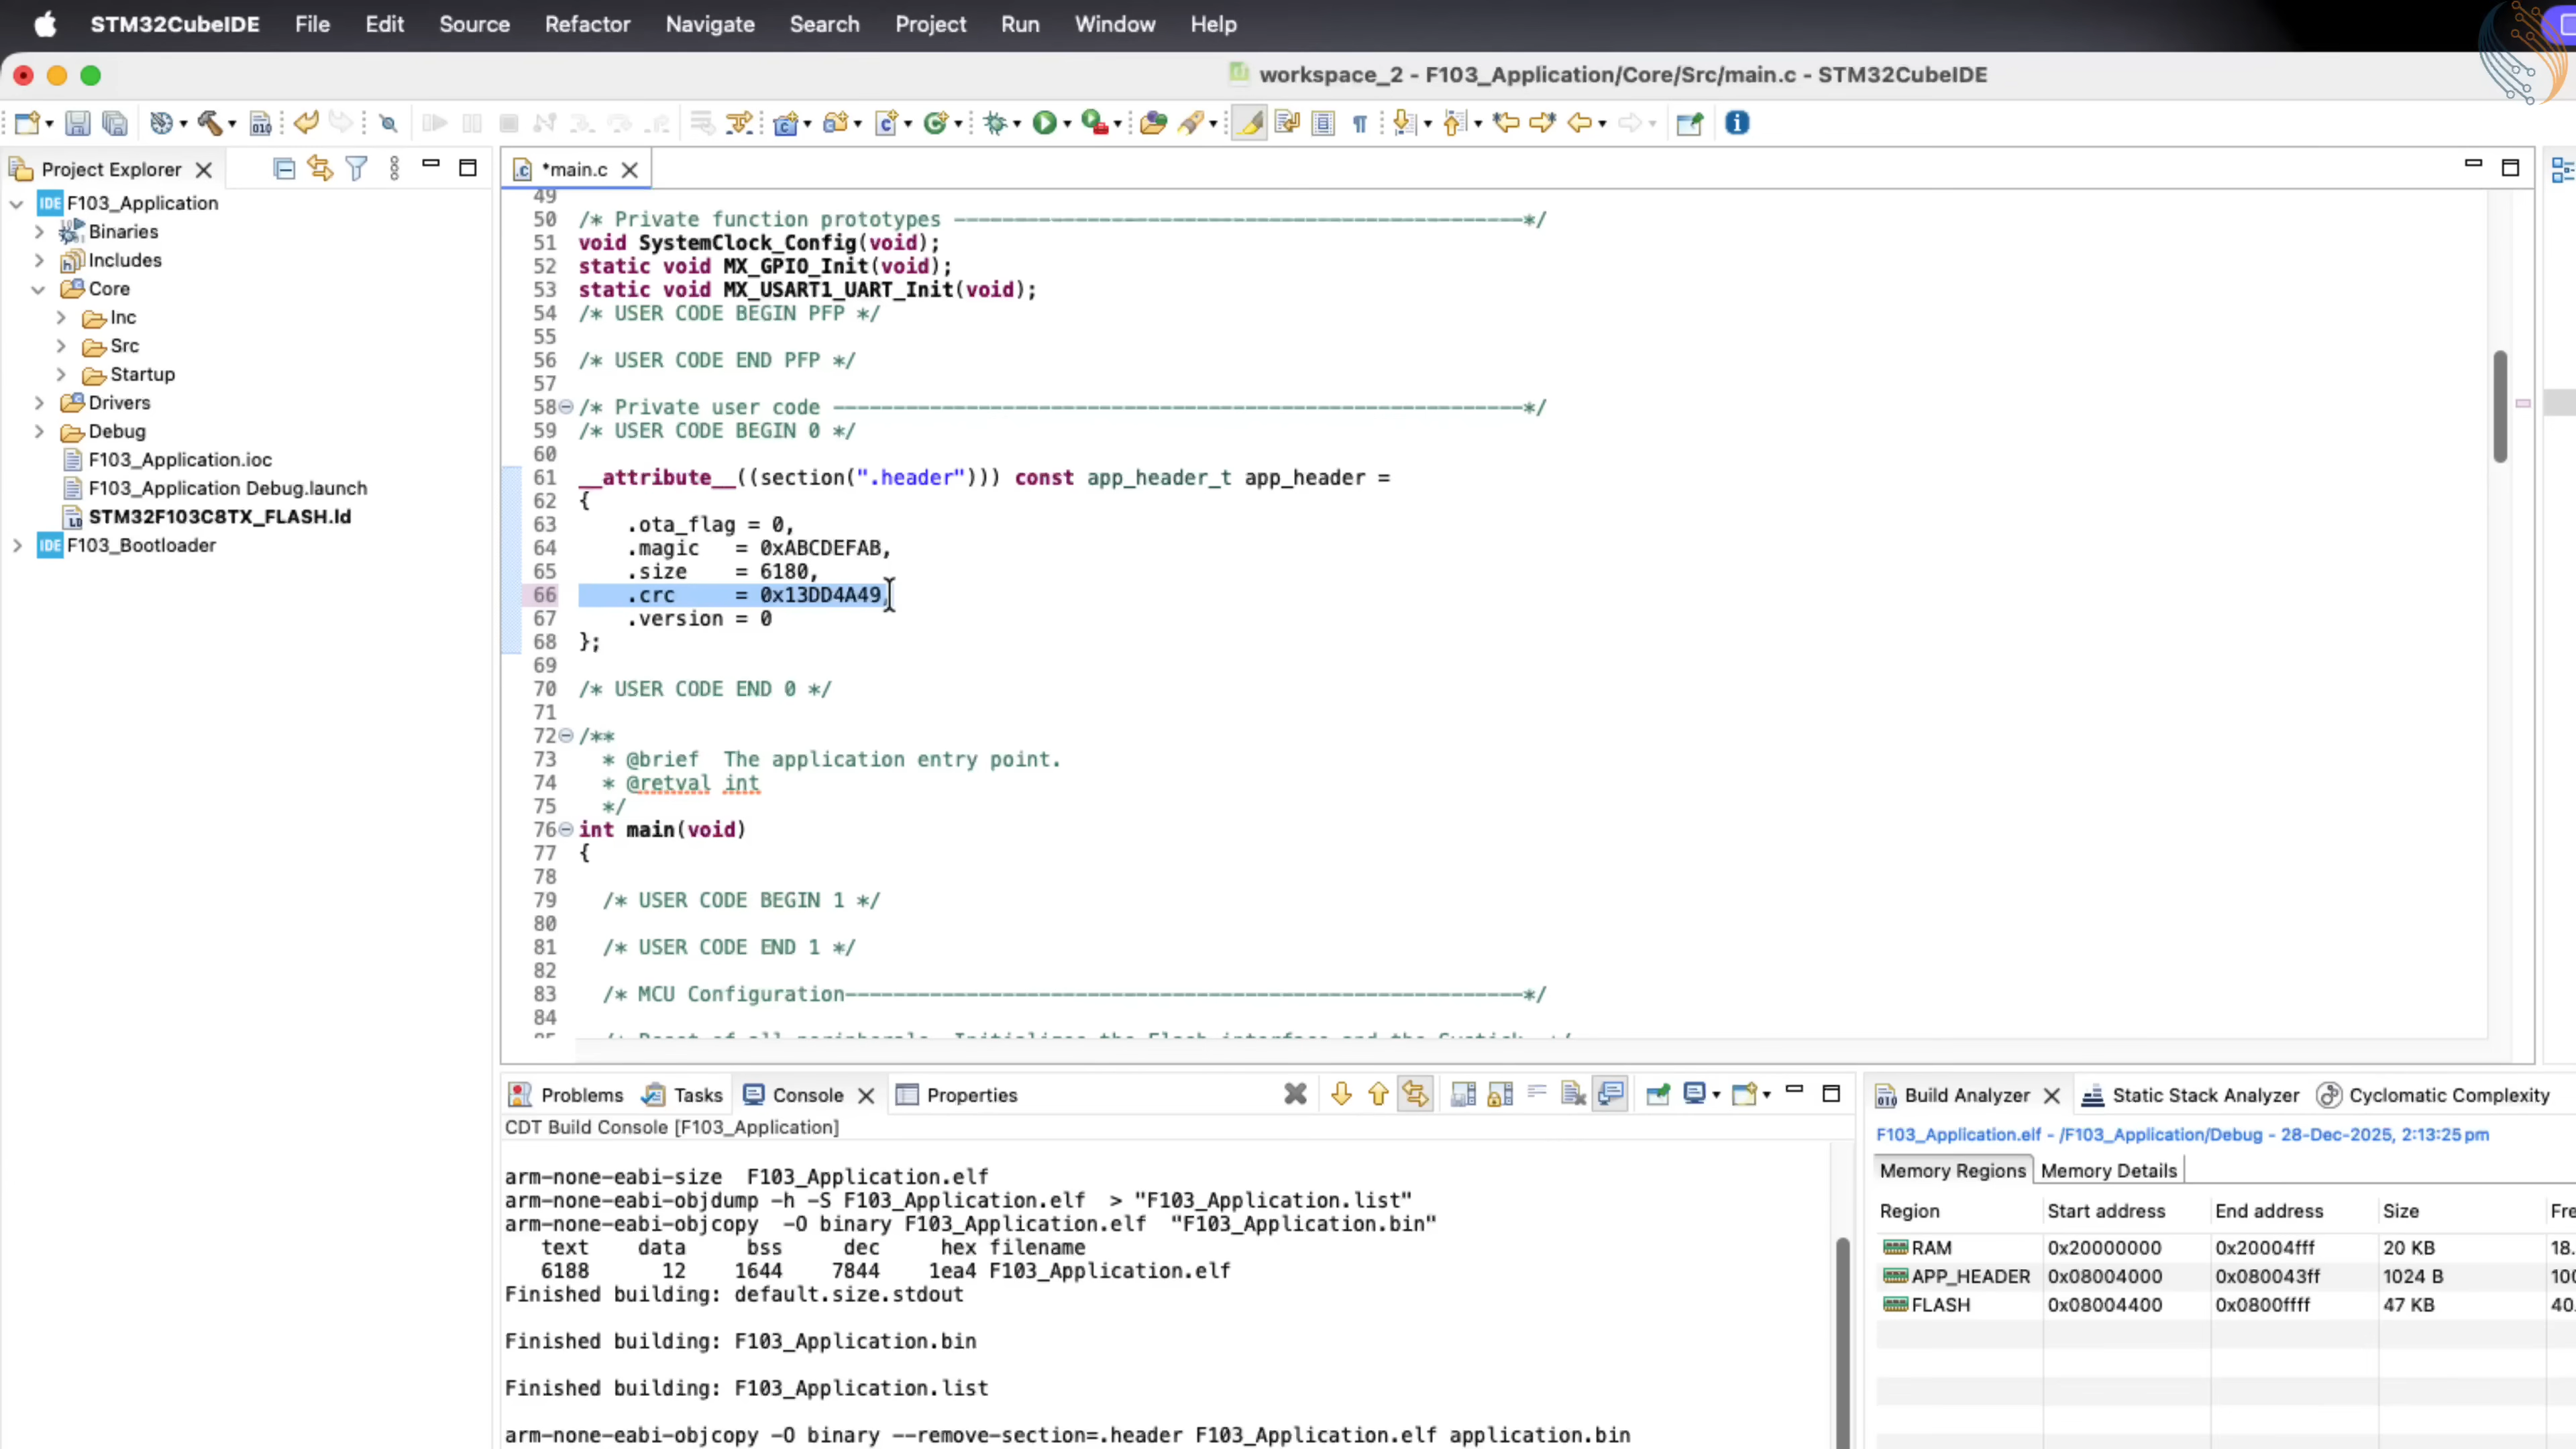 STM32CubeIDE File Edit Source Refactor Navigate Search Project Run Window Help
workspace_2 - F103_Application/Core/Src/main.c - STM32CubeIDE
Project Explorer
F103_Application
Binaries
Includes
Core
Inc
Src
Startup
Drivers
Debug
F103_Application.ioc
F103_Application Debug.launch
STM32F103C8TX_FLASH.ld
F103_Bootloader
*main.c
49
50 /* Private function prototypes -----------------------------------------------*/
51 void SystemClock_Config(void);
52 static void MX_GPIO_Init(void);
53 static void MX_USART1_UART_Init(void);
54 /* USER CODE BEGIN PFP */
55
56 /* USER CODE END PFP */
57
58 /* Private user code ---------------------------------------------------------*/
59 /* USER CODE BEGIN 0 */
60
61 __attribute__((section(".header"))) const app_header_t app_header =
62 {
63 .ota_flag = 0,
64 .magic = 0xABCDEFAB,
65 .size = 6180,
66 .crc = 0x13DD4A49,
67 .version = 0
68 };
69
70 /* USER CODE END 0 */
71
72 /**
73 * @brief The application entry point.
74 * @retval int
75 */
76 int main(void)
77 {
78
79 /* USER CODE BEGIN 1 */
80
81 /* USER CODE END 1 */
82
83 /* MCU Configuration--------------------------------------------------------*/
84
Problems Tasks Console Properties
CDT Build Console [F103_Application]
arm-none-eabi-size F103_Application.elf
arm-none-eabi-objdump -h -S F103_Application.elf > "F103_Application.list"
arm-none-eabi-objcopy -O binary F103_Application.elf "F103_Application.bin"
text data bss dec hex filename
6188 12 1644 7844 1ea4 F103_Application.elf
Finished building: default.size.stdout
Finished building: F103_Application.bin
Finished building: F103_Application.list
arm-none-eabi-objcopy -O binary --remove-section=.header F103_Application.elf application.bin
Build Analyzer Static Stack Analyzer Cyclomatic Complexity
F103_Application.elf - /F103_Application/Debug - 28-Dec-2025, 2:13:25 pm
Memory Regions Memory Details
Region Start address End address Size
RAM 0x20000000 0x20004fff 20 KB 18.
APP_HEADER 0x08004000 0x080043ff 1024 B
FLASH 0x08004400 0x0800ffff 47 KB 40.